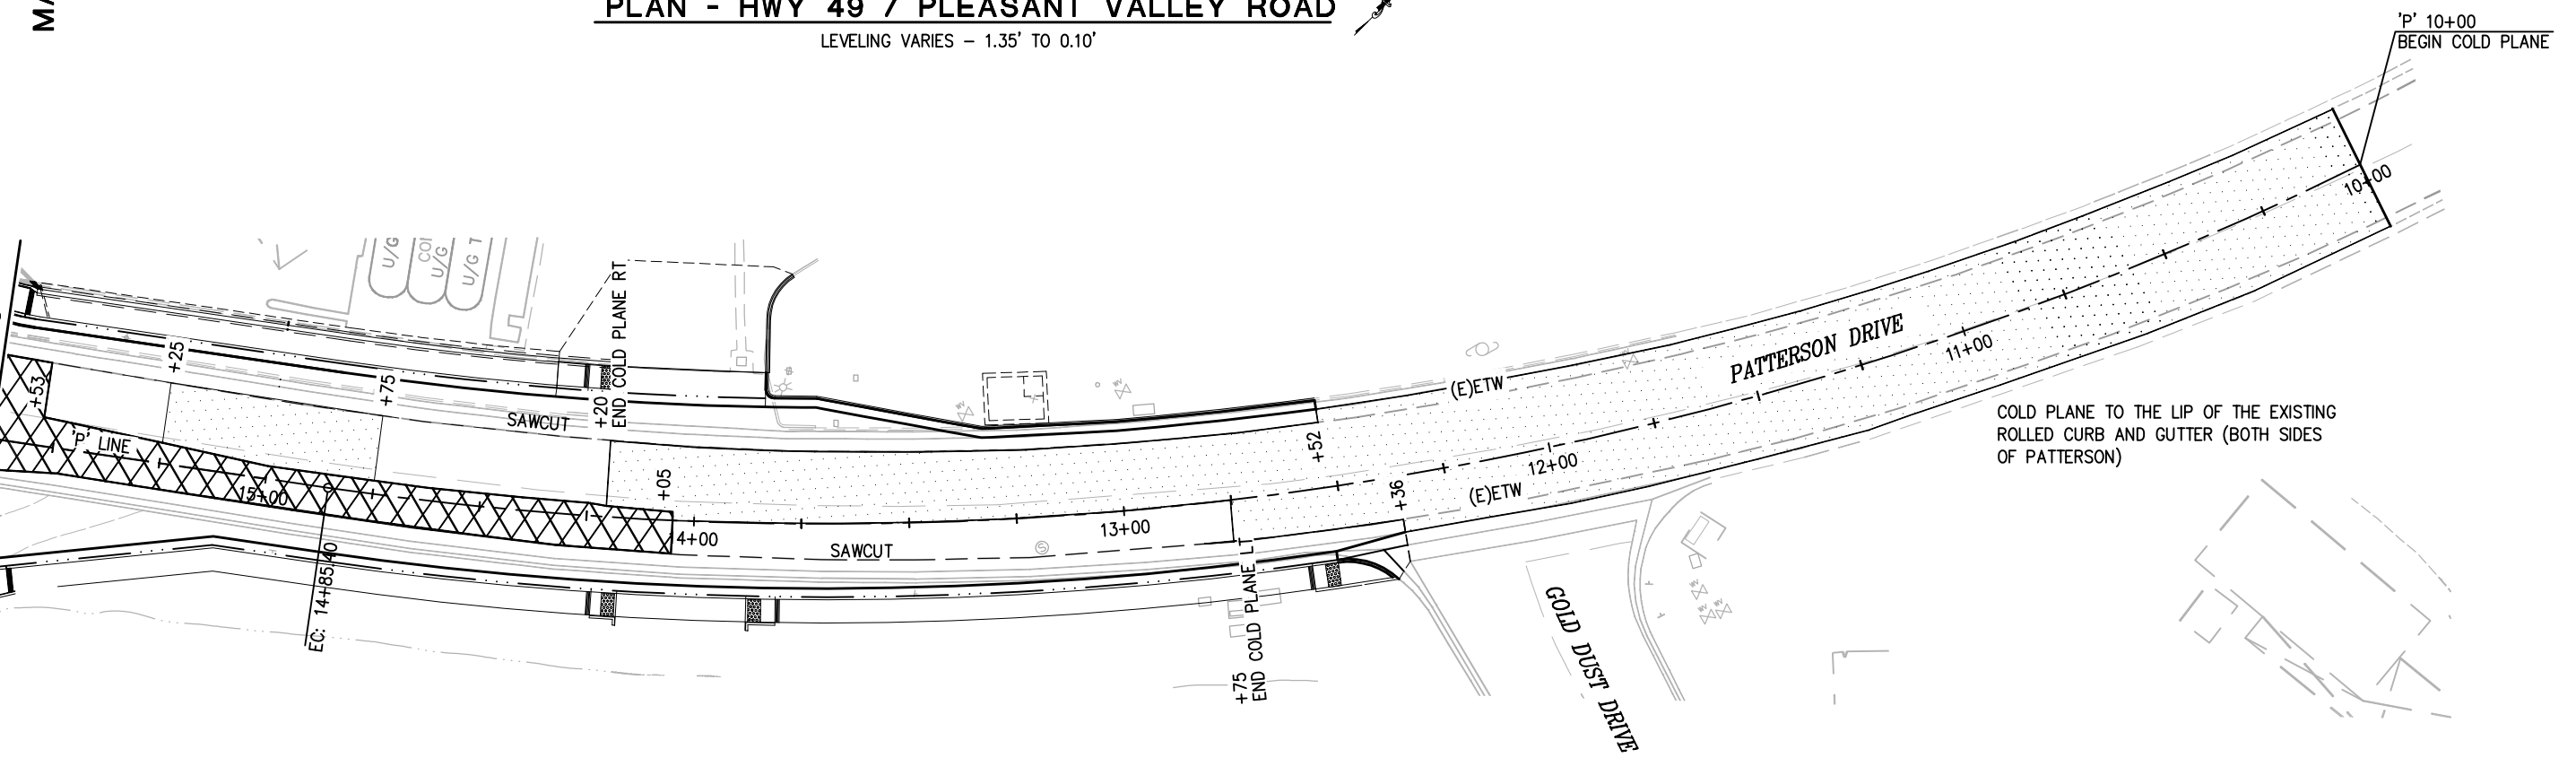 MA
PLAN - HWY 49 / PLEASANT VALLEY ROAD
LEVELING VARIES - 1.35' TO 0.10'
'P' 10+00
BEGIN COLD PLANE
10+00
U/G
U/G
U/G T
+20
END COLD PLANE RT
+25
+75
+53
SAWCUT
'P' LINE
15+00
EC: 14+85.40
+05
4+00
SAWCUT
13+00
+52
+36
(E)ETW
(E)ETW
12+00
PATTERSON DRIVE
11+00
COLD PLANE TO THE LIP OF THE EXISTING
ROLLED CURB AND GUTTER (BOTH SIDES
OF PATTERSON)
+75
END COLD PLANE LT
GOLD DUST DRIVE